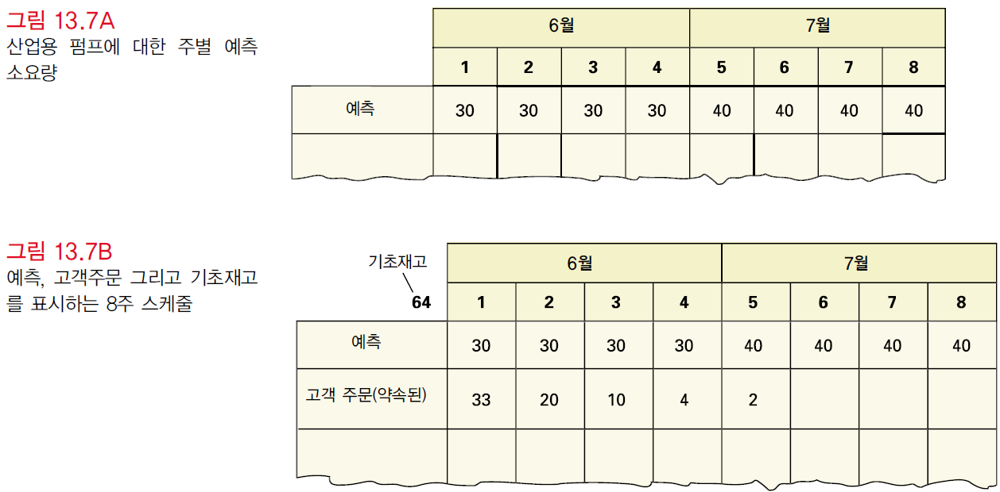 그림 13.7A
산업용 펌프에 대한 주별 예측
소요량
6월 7월
1 2 3 4 5 6 7 8
예측 30 30 30 30 40 40 40 40
그림 13.7B
예측, 고객주문 그리고 기초재고
를 표시하는 8주 스케줄
기초재고
6월 7월
64 1 2 3 4 5 6 7 8
예측 30 30 30 30 40 40 40 40
고객 주문(약속된) 33 20 10 4 2